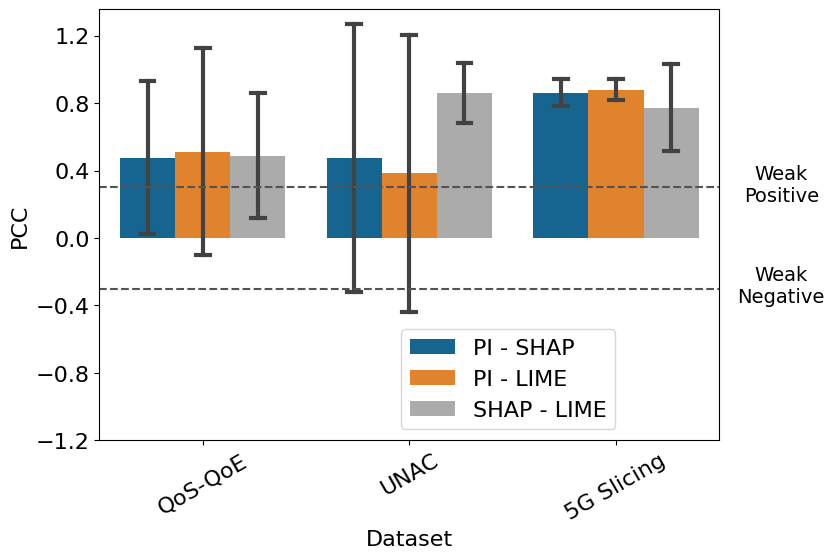 1.2
0.8
0.4
0.0
−0.4
−0.8
−1.2
PCC
Weak
Positive
Weak
Negative
PI - SHAP
PI - LIME
SHAP - LIME
QoS-QoE
UNAC
5G Slicing
Dataset